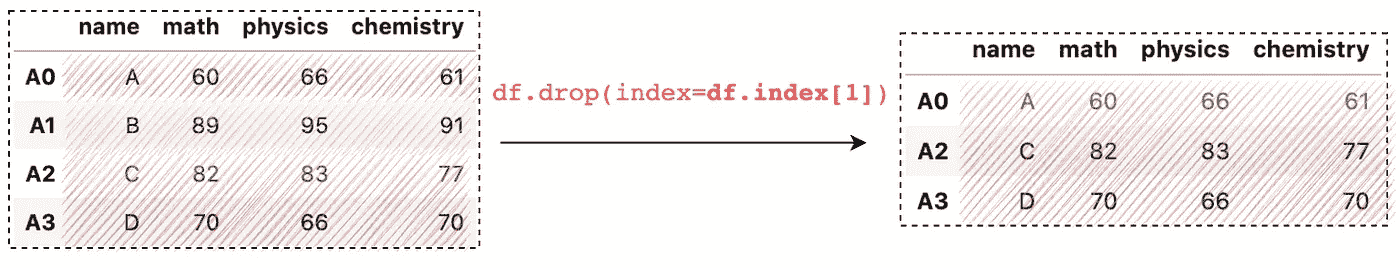 name math physics chemistry
A0 A 60 66 61
A1 B 89 95 91
A2 C 82 83 77
A3 D 70 66 70
df.drop(index=df.index[1])
name math physics chemistry
A0 A 60 66 61
A2 C 82 83 77
A3 D 70 66 70